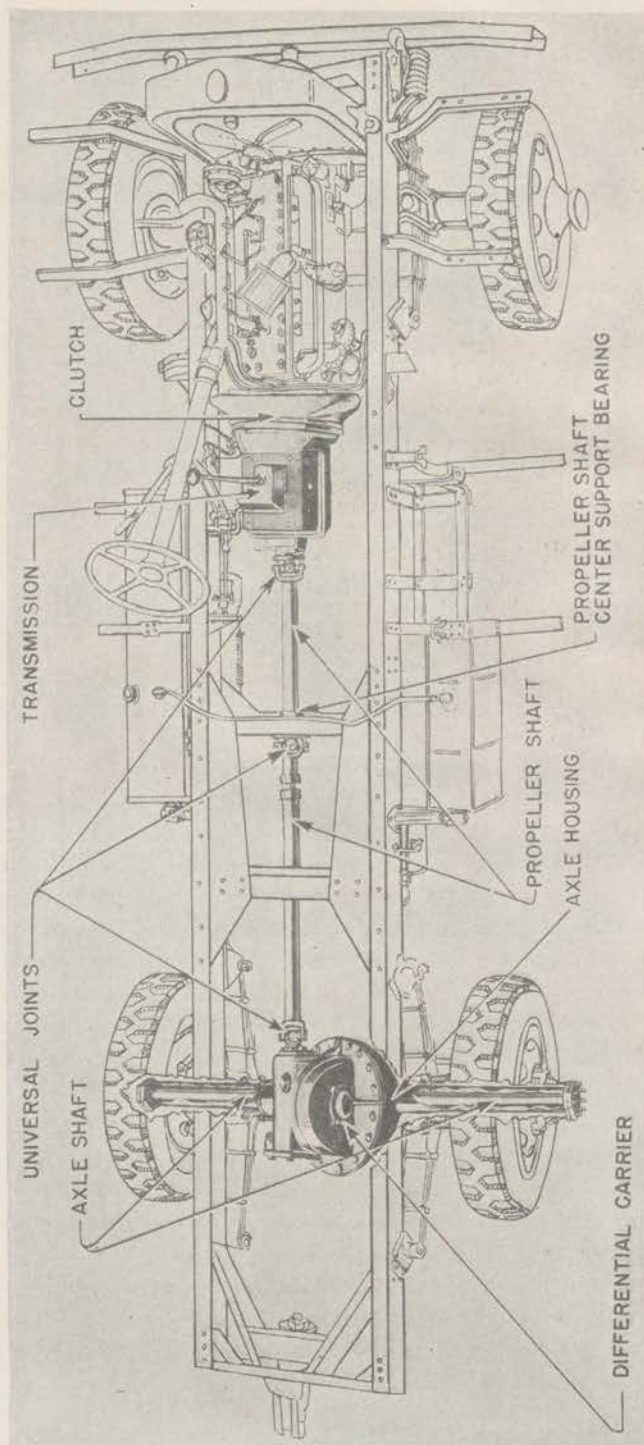 UNIVERSAL JOINTS
TRANSMISSION
CLUTCH
AXLE SHAFT
PROPELLER SHAFT
CENTER SUPPORT BEARING
PROPELLER SHAFT
AXLE HOUSING
DIFFERENTIAL CARRIER